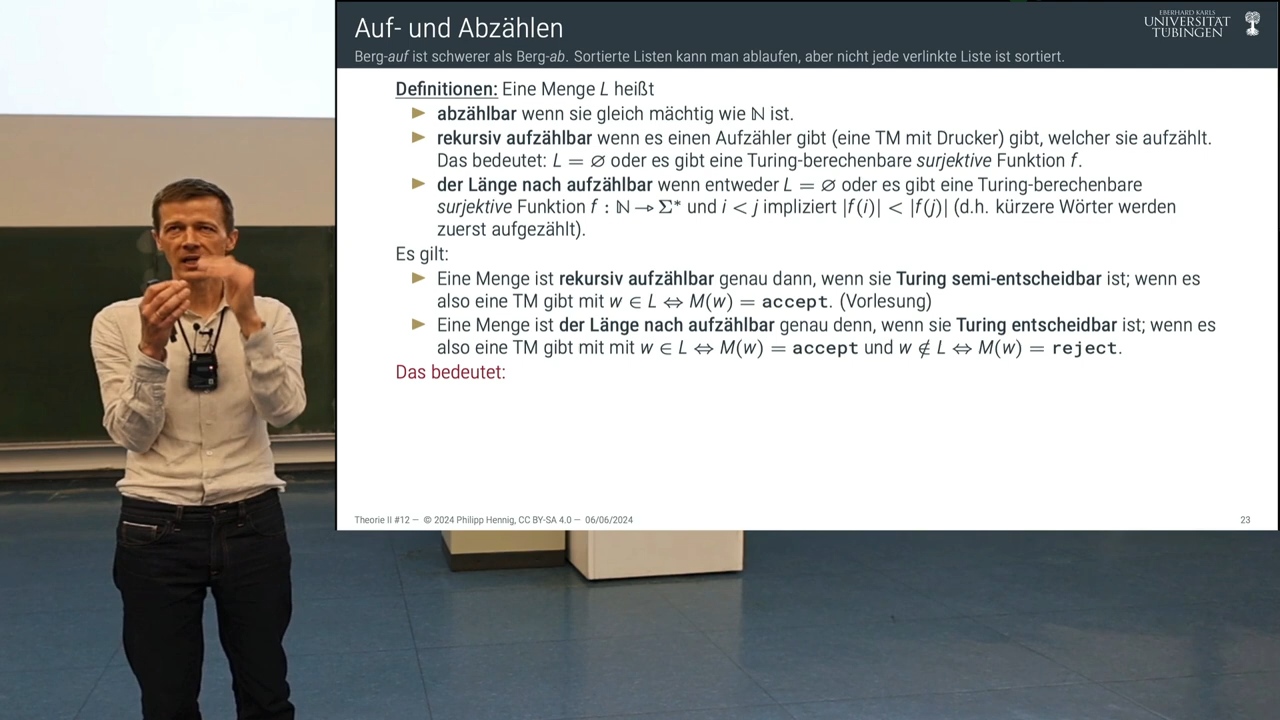 Auf- und Abzählen
EBERHARD KARLS
UNIVERSITÄT
TÜBINGEN
Berg-auf ist schwerer als Berg-ab. Sortierte Listen kann man ablaufen, aber nicht jede verlinkte Liste ist sortiert.
Definitionen: Eine Menge L heißt
▶ abzählbar wenn sie gleich mächtig wie ℕ ist.
▶ rekursiv aufzählbar wenn es einen Aufzähler gibt (eine TM mit Drucker) gibt, welcher sie aufzählt.
Das bedeutet: L = ∅ oder es gibt eine Turing-berechenbare surjektive Funktion f.
▶ der Länge nach aufzählbar wenn entweder L = ∅ oder es gibt eine Turing-berechenbare
surjektive Funktion f : ℕ → Σ* und i < j impliziert |f(i)| < |f(j)| (d.h. kürzere Wörter werden
zuerst aufgezählt).
Es gilt:
▶ Eine Menge ist rekursiv aufzählbar genau dann, wenn sie Turing semi-entscheidbar ist; wenn es
also eine TM gibt mit w ∈ L ⇔ M(w) = accept. (Vorlesung)
▶ Eine Menge ist der Länge nach aufzählbar genau denn, wenn sie Turing entscheidbar ist; wenn es
also eine TM gibt mit mit w ∈ L ⇔ M(w) = accept und w ∉ L ⇔ M(w) = reject.
Das bedeutet:
Theorie II #12 — © 2024 Philipp Hennig, CC BY-SA 4.0 — 06/06/2024
23